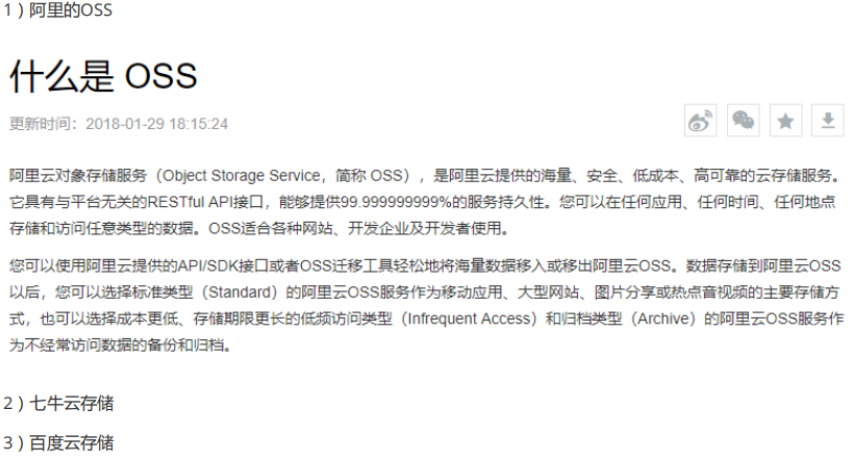 1）阿里的OSS
什么是 OSS
更新时间：2018-01-29 18:15:24
阿里云对象存储服务（Object Storage Service，简称 OSS），是阿里云提供的海量、安全、低成本、高可靠的云存储服务。
它具有与平台无关的RESTful API接口，能够提供99.999999999%的服务持久性。您可以在任何应用、任何时间、任何地点
存储和访问任意类型的数据。OSS适合各种网站、开发企业及开发者使用。
您可以使用阿里云提供的API/SDK接口或者OSS迁移工具轻松地将海量数据移入或移出阿里云OSS。数据存储到阿里云OSS
以后，您可以选择标准类型（Standard）的阿里云OSS服务作为移动应用、大型网站、图片分享或热点音视频的主要存储方
式，也可以选择成本更低、存储期限更长的低频访问类型（Infrequent Access）和归档类型（Archive）的阿里云OSS服务作
为不经常访问数据的备份和归档。
2）七牛云存储
3）百度云存储